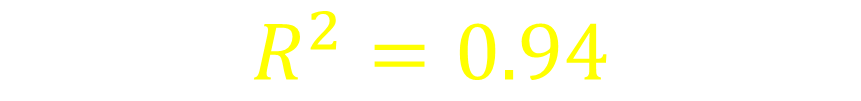 R² = 0.94